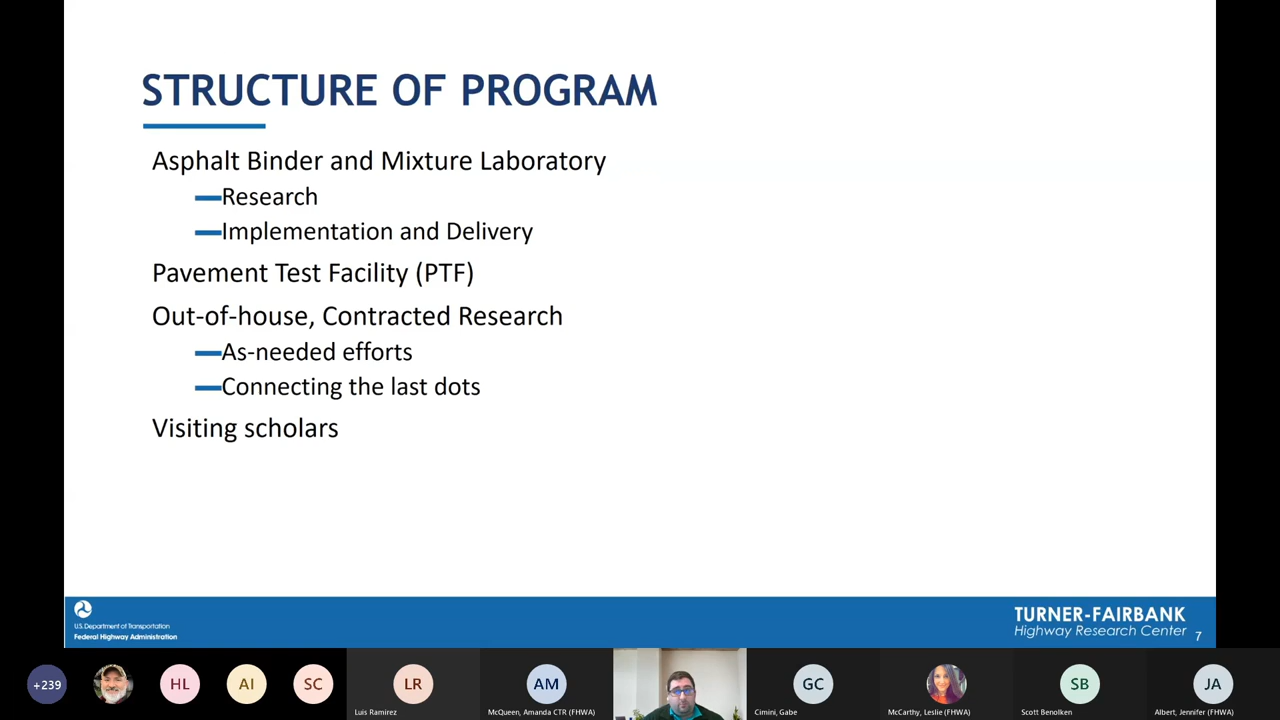 STRUCTURE OF PROGRAM
Asphalt Binder and Mixture Laboratory
Research
Implementation and Delivery
Pavement Test Facility (PTF)
Out-of-house, Contracted Research
As-needed efforts
Connecting the last dots
Visiting scholars
U.S. Department of Transportation
Federal Highway Administration
TURNER-FAIRBANK
Highway Research Center
7
+239
HL
AI
SC
LR
AM
GC
SB
JA
Luis Ramirez
McQueen, Amanda CTR (FHWA)
Cimini, Gabe
McCarthy, Leslie (FHWA)
Scott Benolken
Albert, Jennifer (FHWA)